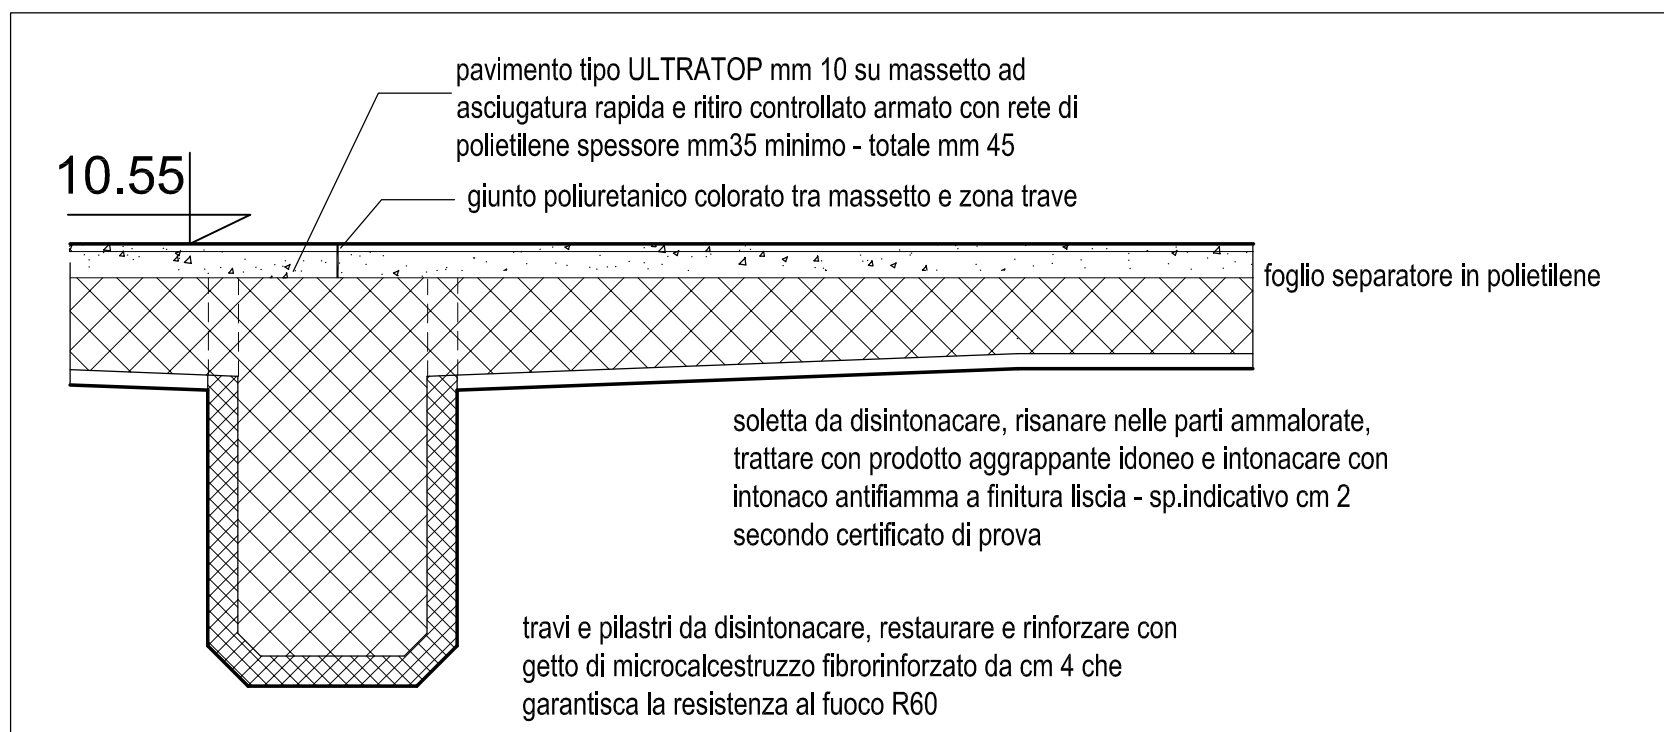 pavimento tipo ULTRATOP mm 10 su massetto ad
asciugatura rapida e ritiro controllato armato con rete di
polietilene spessore mm35 minimo - totale mm 45
10.55
giunto poliuretanico colorato tra massetto e zona trave
foglio separatore in polietilene
soletta da disintonacare, risanare nelle parti ammalorate,
trattare con prodotto aggrappante idoneo e intonacare con
intonaco antifiamma a finitura liscia - sp.indicativo cm 2
secondo certificato di prova
travi e pilastri da disintonacare, restaurare e rinforzare con
getto di microcalcestruzzo fibrorinforzato da cm 4 che
garantisca la resistenza al fuoco R60